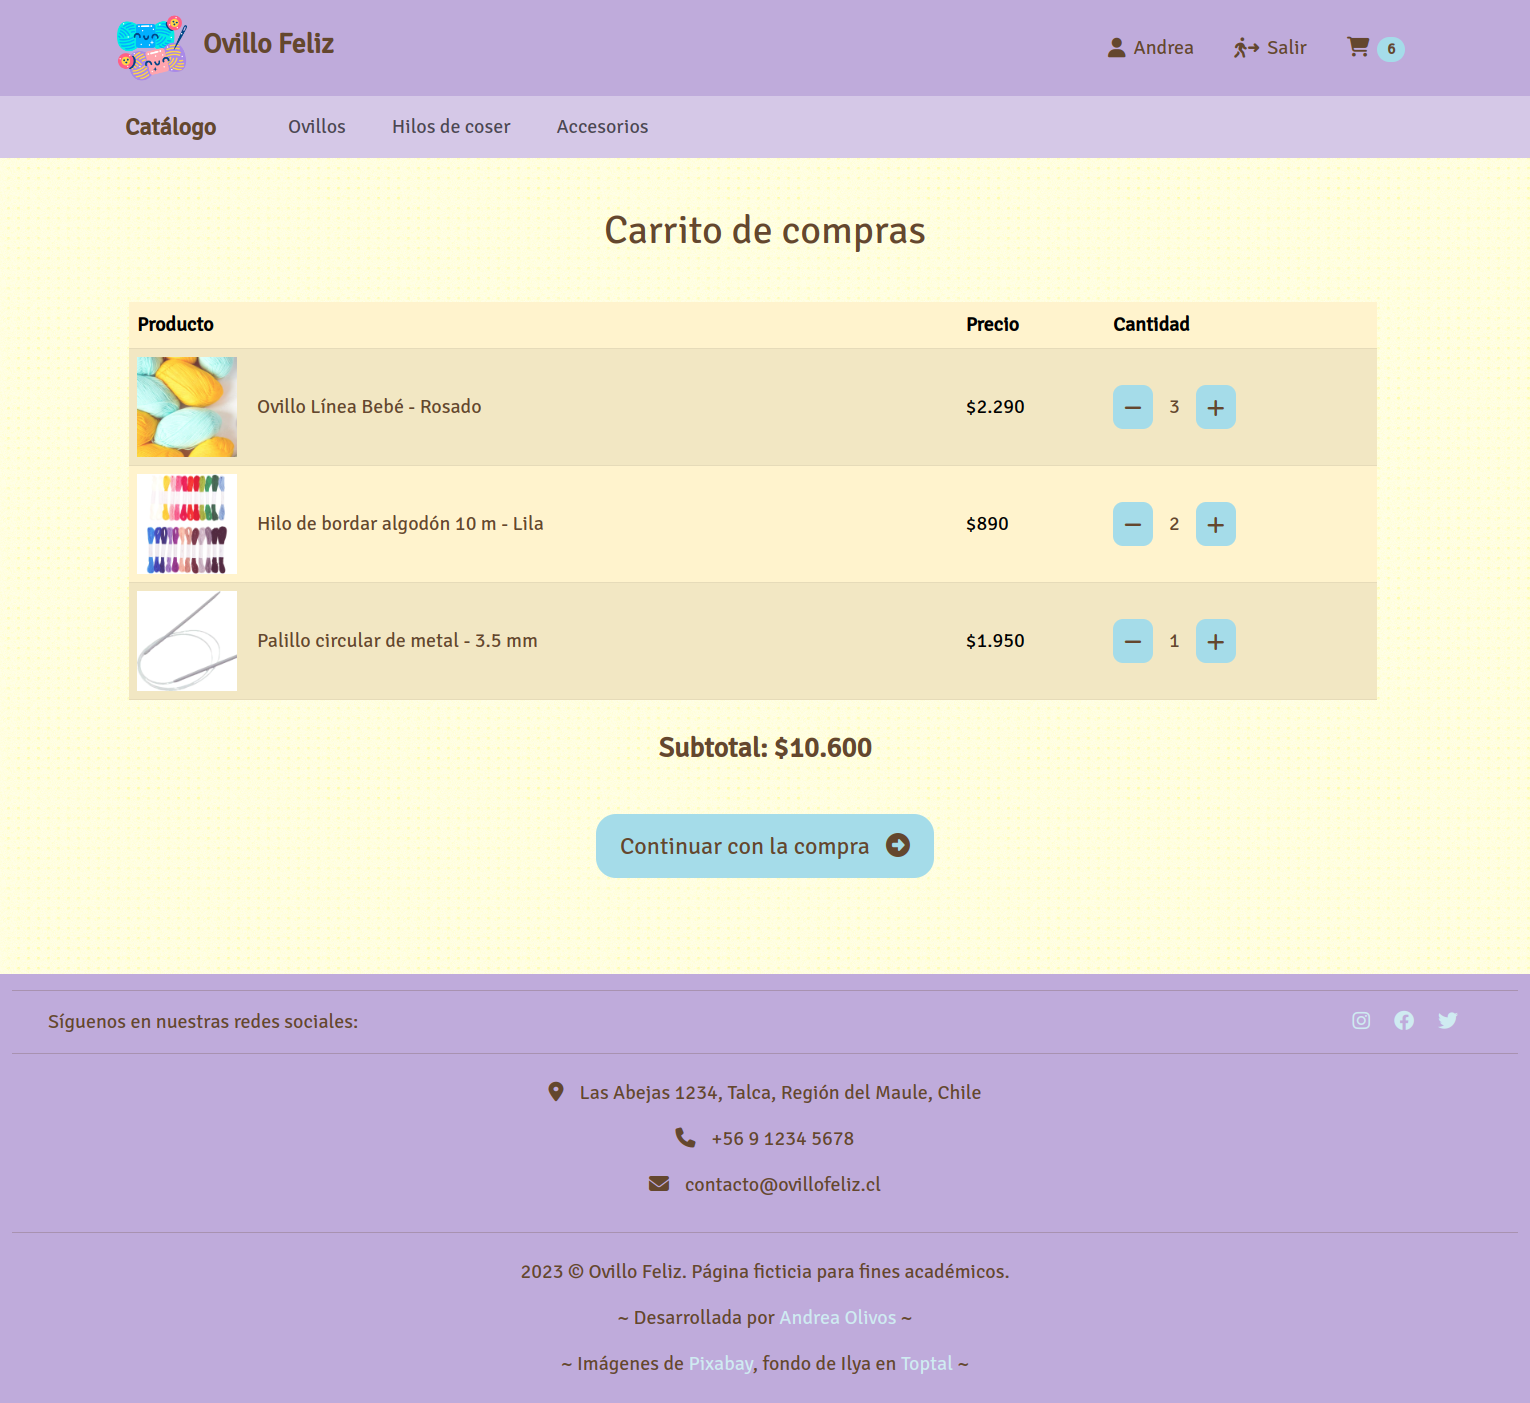 Ovillo Feliz
Andrea
Salir
6
Catálogo
Ovillos
Hilos de coser
Accesorios
Carrito de compras
Producto Precio Cantidad
Ovillo Línea Bebé - Rosado $2.290 3
Hilo de bordar algodón 10 m - Lila $890 2
Palillo circular de metal - 3.5 mm $1.950 1
Subtotal: $10.600
Continuar con la compra
Síguenos en nuestras redes sociales:
Las Abejas 1234, Talca, Región del Maule, Chile
+56 9 1234 5678
contacto@ovillofeliz.cl
2023 © Ovillo Feliz. Página ficticia para fines académicos.
~ Desarrollada por Andrea Olivos ~
~ Imágenes de Pixabay, fondo de Ilya en Toptal ~